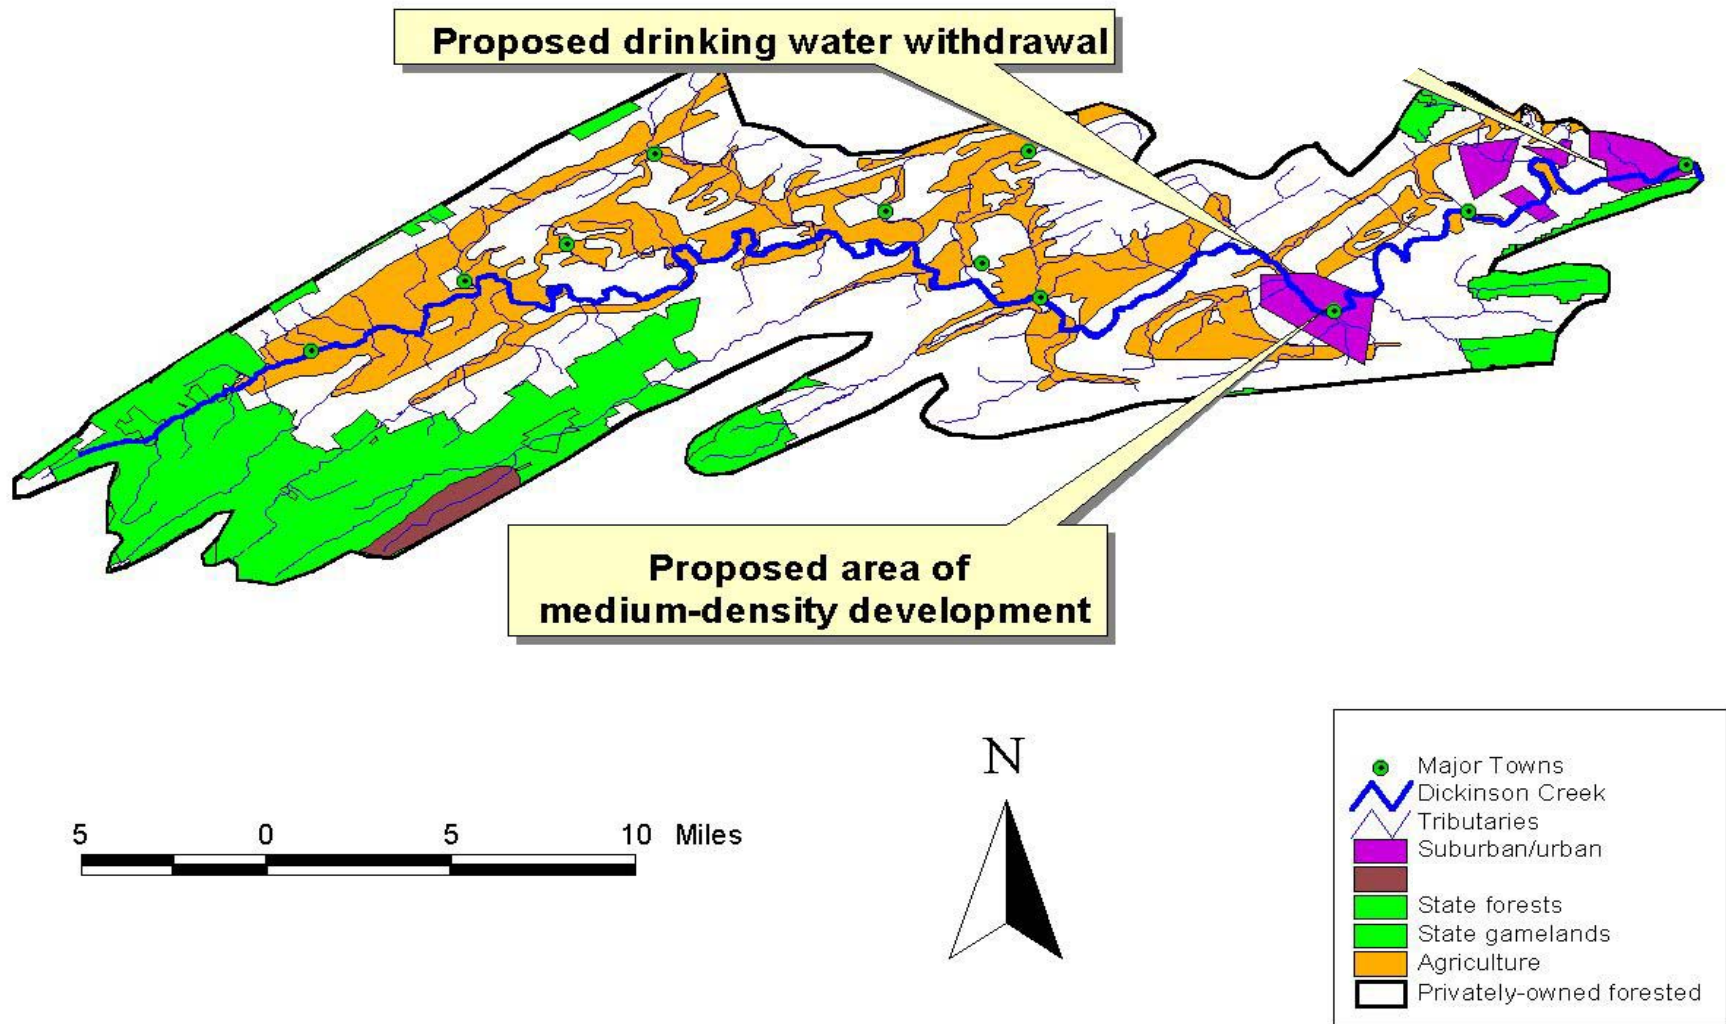 Proposed drinking water withdrawal
Proposed area of
medium-density development
N
5 0 5 10 Miles
Major Towns
Dickinson Creek
Tributaries
Suburban/urban
State forests
State gamelands
Agriculture
Privately-owned forested